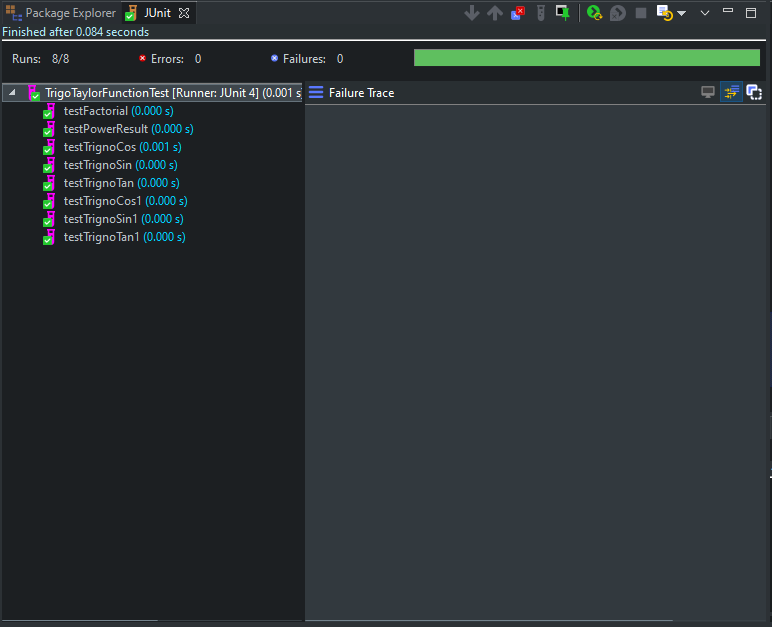 Package Explorer JUnit
Finished after 0.084 seconds
Runs: 8/8 Errors: 0 Failures: 0
TrigoTaylorFunctionTest [Runner: JUnit 4] (0.001 s
Failure Trace
testFactorial (0.000 s)
testPowerResult (0.000 s)
testTrignoCos (0.001 s)
testTrignoSin (0.000 s)
testTrignoTan (0.000 s)
testTrignoCos1 (0.000 s)
testTrignoSin1 (0.000 s)
testTrignoTan1 (0.000 s)